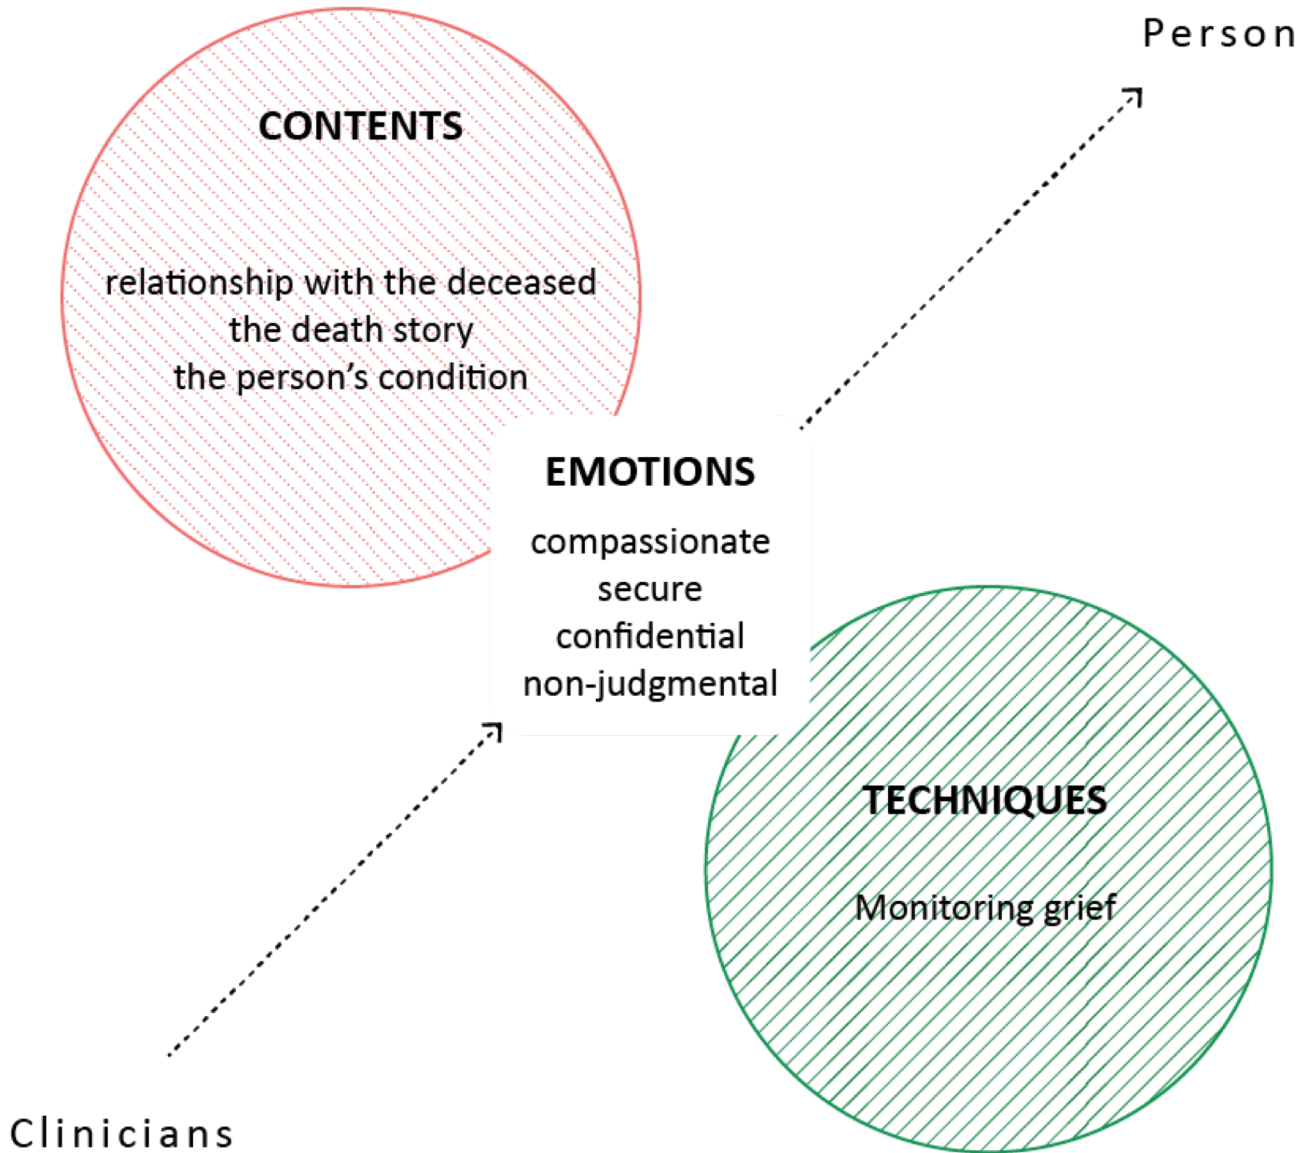 Person
CONTENTS
relationship with the deceased
the death story
the person’s condition
EMOTIONS
compassionate
secure
confidential
non-judgmental
TECHNIQUES
Monitoring grief
Clinicians